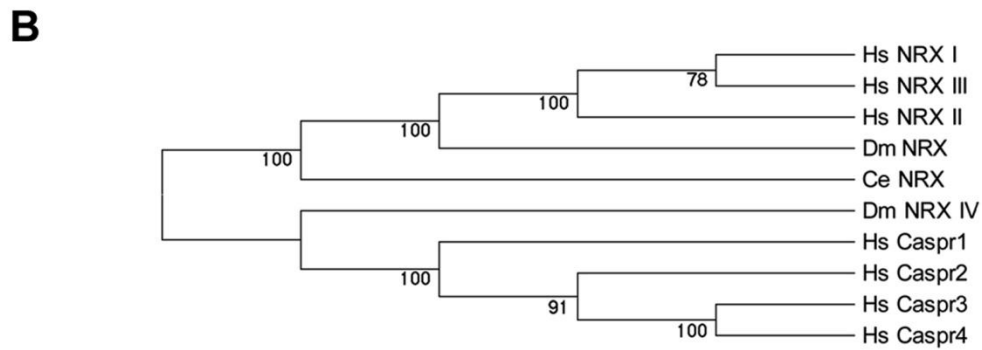 B
Hs NRX I
78
Hs NRX III
100
Hs NRX II
100
Dm NRX
100
Ce NRX
Dm NRX IV
Hs Caspr1
100
Hs Caspr2
91
Hs Caspr3
100
Hs Caspr4